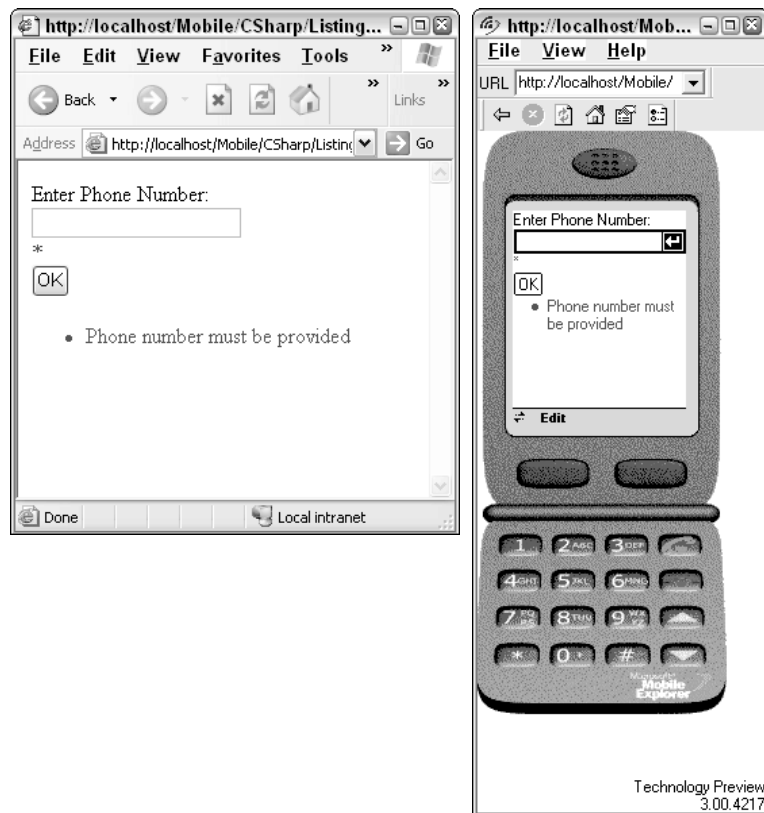 http://localhost/Mobile/CSharp/Listing...
File Edit View Favorites Tools »
Back » Links »
Address http://localhost/Mobile/CSharp/Listing Go
Enter Phone Number:
*
OK
• Phone number must be provided
Done Local intranet
http://localhost/Mob...
File View Help
URL http://localhost/Mobile/
Enter Phone Number:
*
OK
• Phone number must
be provided
Edit
1 2ABC 3DEF
4GHI 5JKL 6MNO
7PQRS 8TUV 9WXYZ
* 0 #
Microsoft
Mobile
Explorer
Technology Preview
3.00.4217